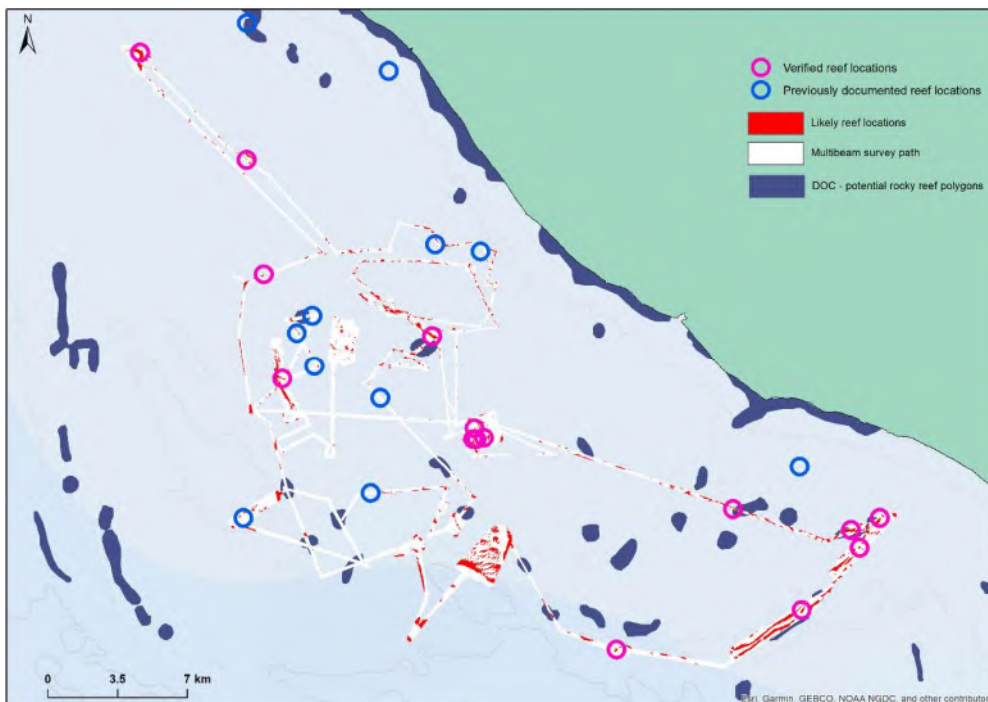 N
Verified reef locations
Previously documented reef locations
Likely reef locations
Multibeam survey path
DOC - potential rocky reef polygons
0 3.5 7 km
Esri, Garmin, GEBCO, NOAA NGDC, and other contributor